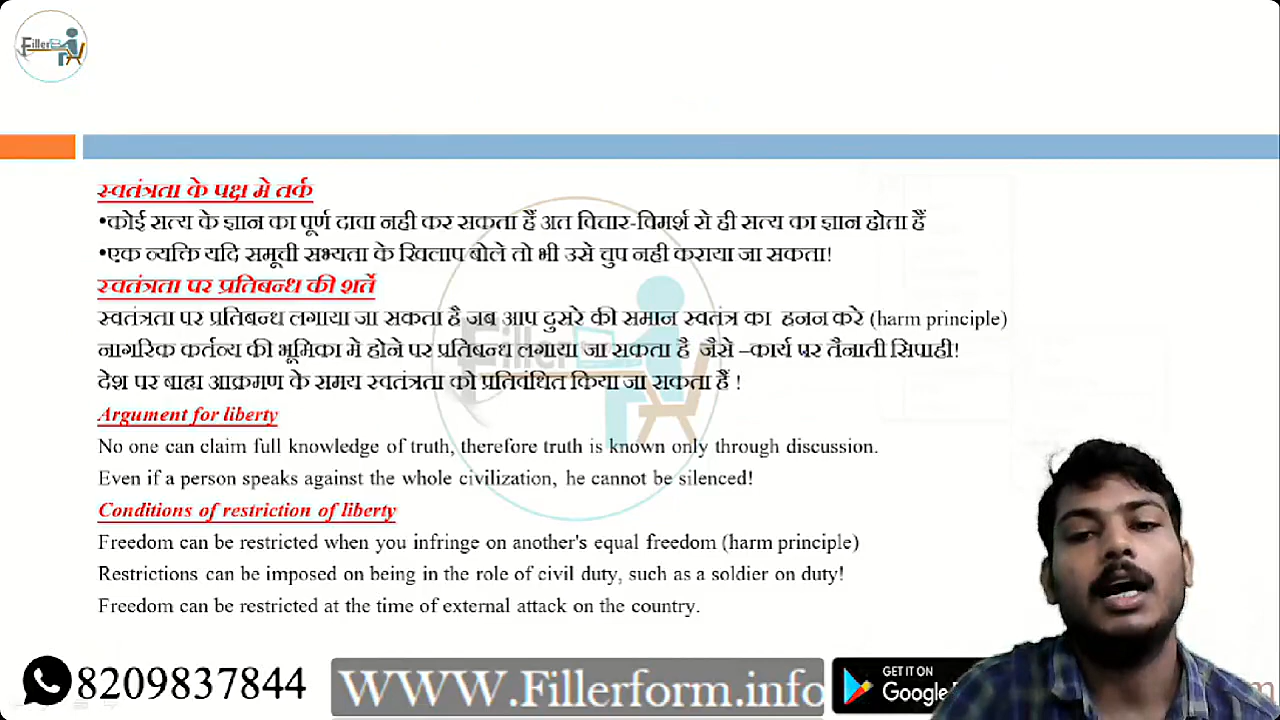 Filler
स्वतंत्रता के पक्ष मे तर्क
•कोई सत्य के ज्ञान का पूर्ण दावा नही कर सकता हैं अत विचार-विमर्श से ही सत्य का ज्ञान होता हैं
•एक व्यक्ति यदि समूची सभ्यता के खिलाप बोले तो भी उसे चुप नही कराया जा सकता!
स्वतंत्रता पर प्रतिबन्ध की शर्ते
स्वतंत्रता पर प्रतिबन्ध लगाया जा सकता है जब आप दुसरे की समान स्वतंत्र का हनन करे (harm principle)
नागरिक कर्तव्य की भूमिका मे होने पर प्रतिबन्ध लगाया जा सकता है जैसे –कार्य पर तैनाती सिपाही!
देश पर बाह्य आक्रमण के समय स्वतंत्रता को प्रतिवंधित किया जा सकता हैं !
Argument for liberty
No one can claim full knowledge of truth, therefore truth is known only through discussion.
Even if a person speaks against the whole civilization, he cannot be silenced!
Conditions of restriction of liberty
Freedom can be restricted when you infringe on another's equal freedom (harm principle)
Restrictions can be imposed on being in the role of civil duty, such as a soldier on duty!
Freedom can be restricted at the time of external attack on the country.
8209837844 WWW.Fillerform.info GET IT ON
Google